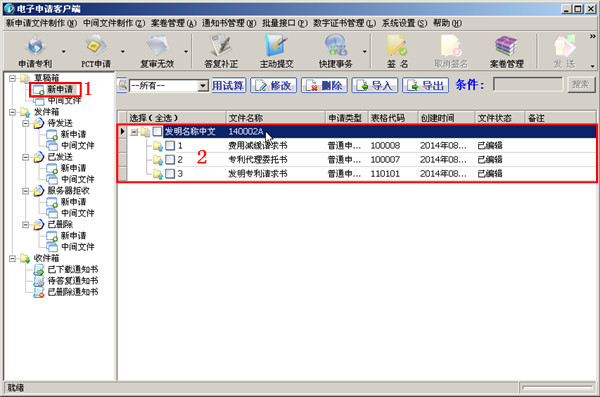 电子申请客户端
新申请文件制作(N) 中间文件制作(Z) 案卷管理(A) 通知书管理(N) 批量接口(P) 数字证书管理(U) 系统设置(S) 帮助(H)
申请专利 PCT申请 复审无效 答复补正 主动提交 快捷事务 签 名 取消签名 案卷管理 发 送
--所有-- 用试算 修改 删除 导入 导出 条件: 搜索
草稿箱
新申请 1
中间文件
发件箱
待发送
新申请
中间文件
已发送
新申请
中间文件
服务器拒收
新申请
中间文件
已删除
新申请
中间文件
收件箱
已下载通知书
待答复通知书
已删除通知书
选择(全选) 文件名称 申请类型 表格代码 创建时间 文件状态 备注
发明名称中文 140002A
1 费用减缓请求书 普通申... 100008 2014年08... 已编辑
2 专利代理委托书 普通申... 100007 2014年08... 已编辑
3 发明专利请求书 普通申... 110101 2014年08... 已编辑
2
就绪